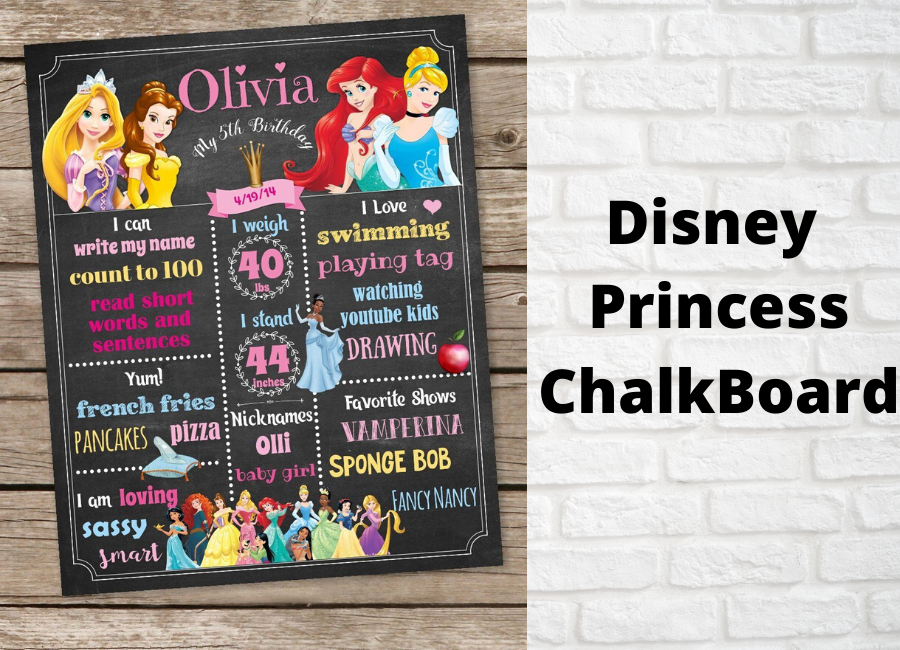 Olivia
My 5th Birthday
4/19/14
I can
write my name
count to 100
read short
words and
sentences
Yum!
french fries
PANCAKES
pizza
I am loving
sassy
smart
I weigh
40
lbs
I stand
44
inches
Nicknames
Olli
baby girl
I Love
swimming
playing tag
watching
youtube kids
DRAWING
Favorite Shows
VAMPERINA
SPONGE BOB
FANCY NANCY
Disney
Princess
ChalkBoard